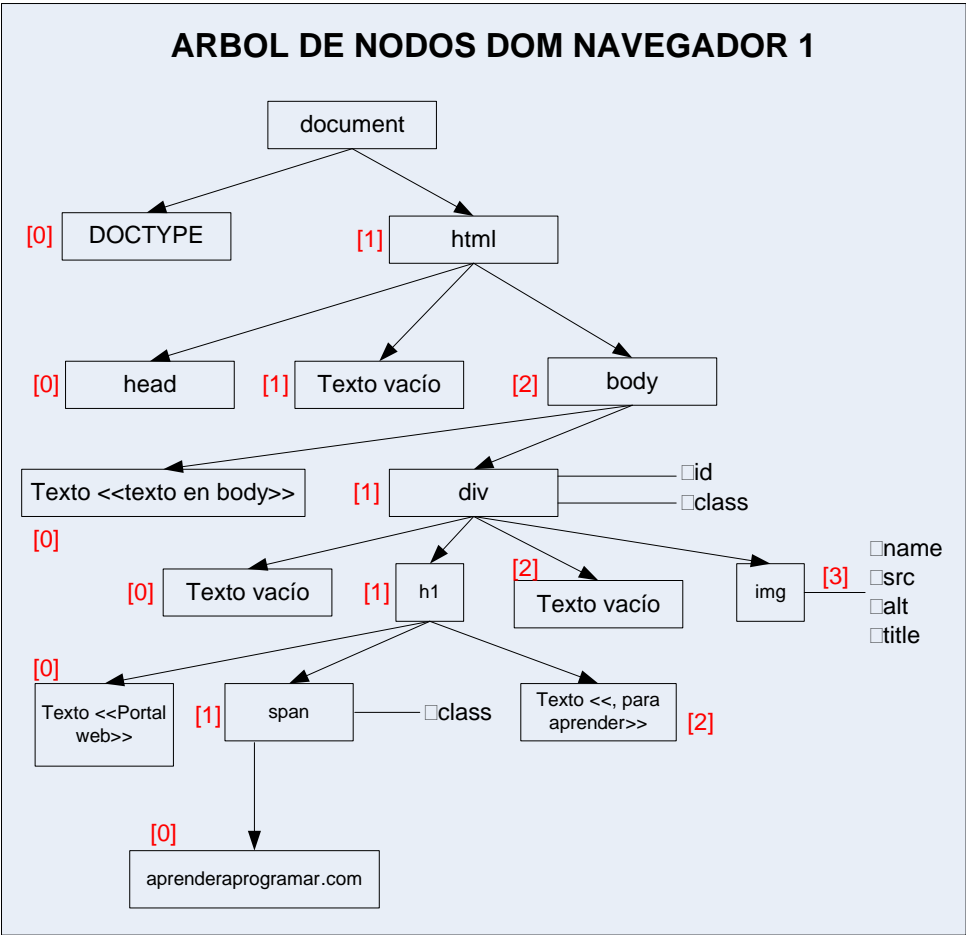 ARBOL DE NODOS DOM NAVEGADOR 1
document
[0] DOCTYPE
[1] html
[0] head
[1] Texto vacío
[2] body
Texto <<texto en body>>
[0]
[1] div
id
class
[0] Texto vacío
[1] h1
[2]
Texto vacío
img
[3]
name
src
alt
title
[0]
Texto <<Portal
web>>
[1] span
class
Texto <<, para
aprender>>
[2]
[0]
aprenderaprogramar.com